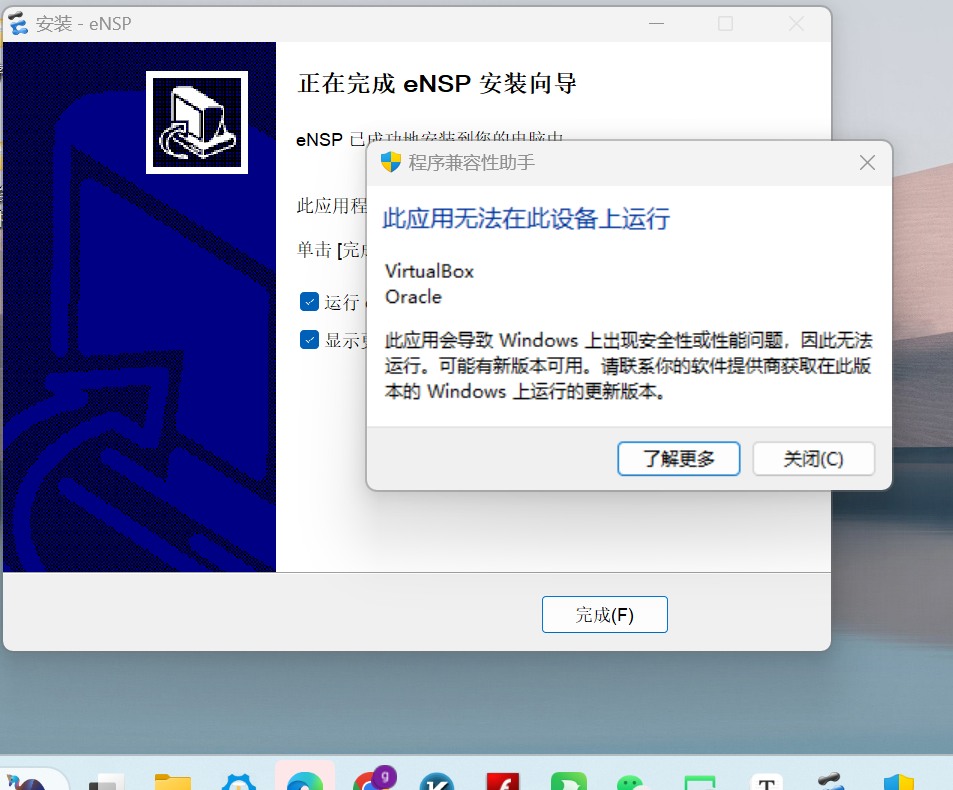 安装 - eNSP
正在完成 eNSP 安装向导
eNSP 已成功地安装到您的电脑中
此应用程
单击 [完成
运行
显示
程序兼容性助手
此应用无法在此设备上运行
VirtualBox
Oracle
此应用会导致 Windows 上出现安全性或性能问题，因此无法
运行。可能有新版本可用。请联系你的软件提供商获取在此版
本的 Windows 上运行的更新版本。
了解更多
关闭(C)
完成(F)
g
T